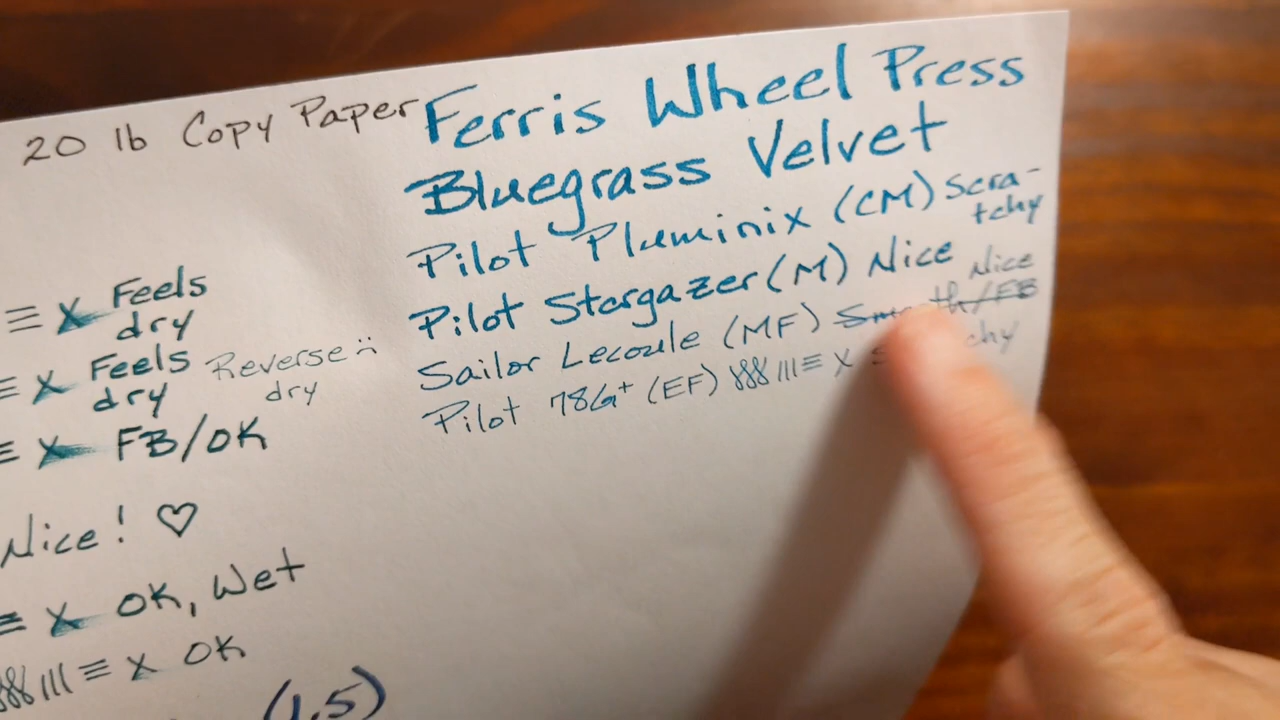 20 lb Copy Paper
Ferris Wheel Press
Bluegrass Velvet
Pilot Pluminix (CM) Scra-
tchy
Pilot Stargazer (M) Nice
Sailor Lecoule (MF) Nice
Pilot 78G+ (EF) X
≡ X Feels
dry
≡ X Feels
dry
Reverse
dry
≡ X FB/OK
Nice! ♡
≡ X OK, Wet
||| ≡ X OK
(1.5)